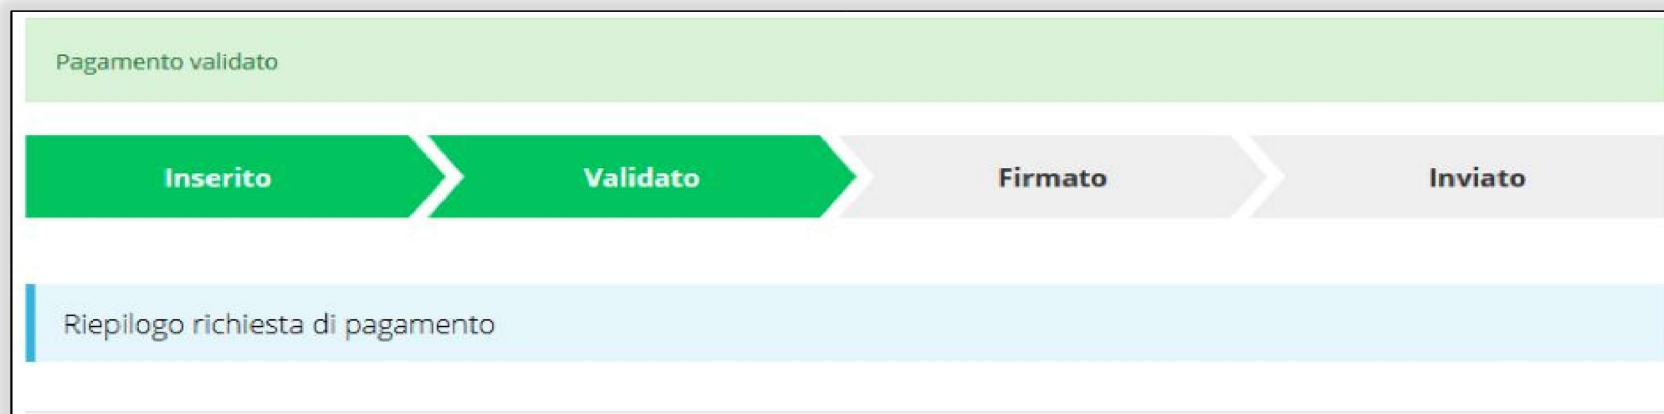 Pagamento validato
Inserito Validato Firmato Inviato
Riepilogo richiesta di pagamento